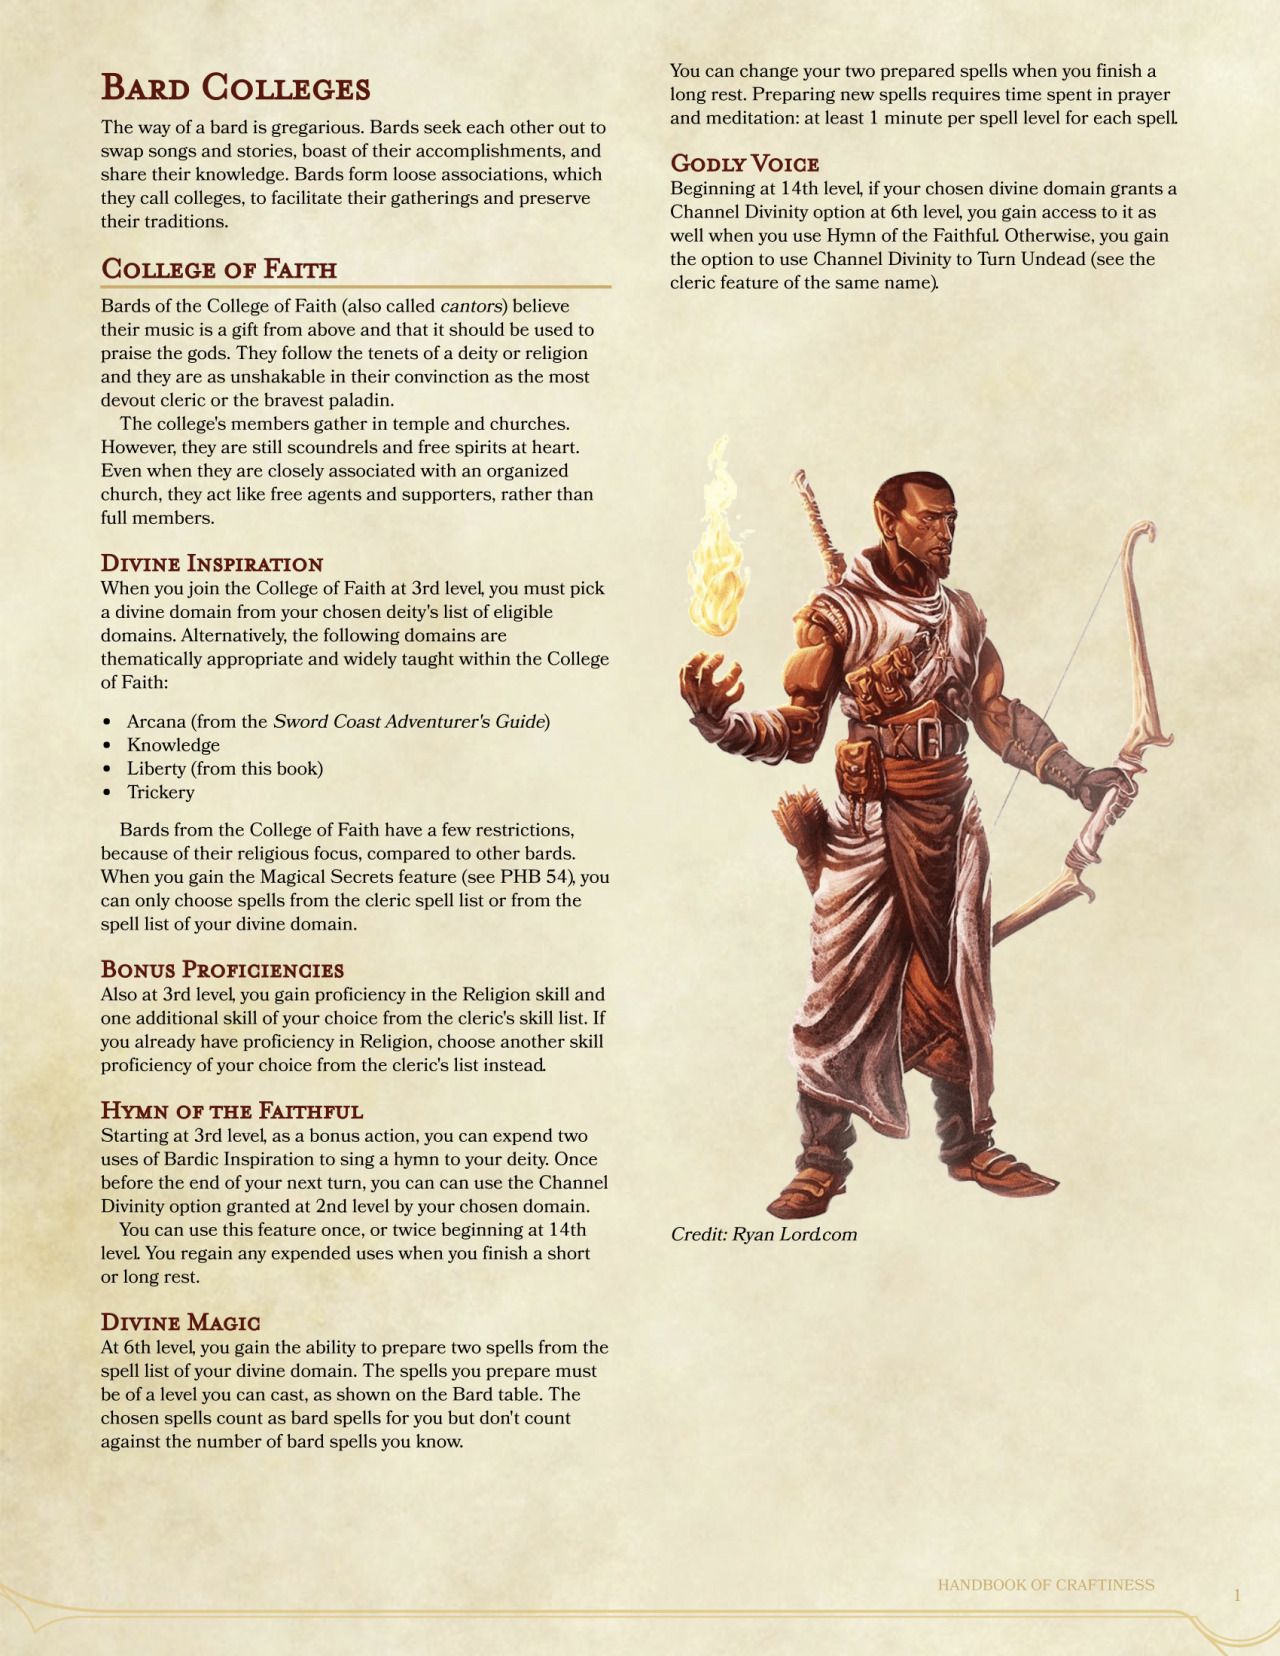 Bard Colleges
The way of a bard is gregarious. Bards seek each other out to
swap songs and stories, boast of their accomplishments, and
share their knowledge. Bards form loose associations, which
they call colleges, to facilitate their gatherings and preserve
their traditions.
College of Faith
Bards of the College of Faith (also called cantors) believe
their music is a gift from above and that it should be used to
praise the gods. They follow the tenets of a deity or religion
and they are as unshakable in their convinction as the most
devout cleric or the bravest paladin.
The college's members gather in temple and churches.
However, they are still scoundrels and free spirits at heart.
Even when they are closely associated with an organized
church, they act like free agents and supporters, rather than
full members.
Divine Inspiration
When you join the College of Faith at 3rd level, you must pick
a divine domain from your chosen deity's list of eligible
domains. Alternatively, the following domains are
thematically appropriate and widely taught within the College
of Faith:
• Arcana (from the Sword Coast Adventurer's Guide)
• Knowledge
• Liberty (from this book)
• Trickery
Bards from the College of Faith have a few restrictions,
because of their religious focus, compared to other bards.
When you gain the Magical Secrets feature (see PHB 54), you
can only choose spells from the cleric spell list or from the
spell list of your divine domain.
Bonus Proficiencies
Also at 3rd level, you gain proficiency in the Religion skill and
one additional skill of your choice from the cleric's skill list. If
you already have proficiency in Religion, choose another skill
proficiency of your choice from the cleric's list instead.
Hymn of the Faithful
Starting at 3rd level, as a bonus action, you can expend two
uses of Bardic Inspiration to sing a hymn to your deity. Once
before the end of your next turn, you can can use the Channel
Divinity option granted at 2nd level by your chosen domain.
You can use this feature once, or twice beginning at 14th
level. You regain any expended uses when you finish a short
or long rest.
Divine Magic
At 6th level, you gain the ability to prepare two spells from the
spell list of your divine domain. The spells you prepare must
be of a level you can cast, as shown on the Bard table. The
chosen spells count as bard spells for you but don't count
against the number of bard spells you know.
You can change your two prepared spells when you finish a
long rest. Preparing new spells requires time spent in prayer
and meditation: at least 1 minute per spell level for each spell.
Godly Voice
Beginning at 14th level, if your chosen divine domain grants a
Channel Divinity option at 6th level, you gain access to it as
well when you use Hymn of the Faithful. Otherwise, you gain
the option to use Channel Divinity to Turn Undead (see the
cleric feature of the same name).
Credit: Ryan Lord.com
HANDBOOK OF CRAFTINESS
1